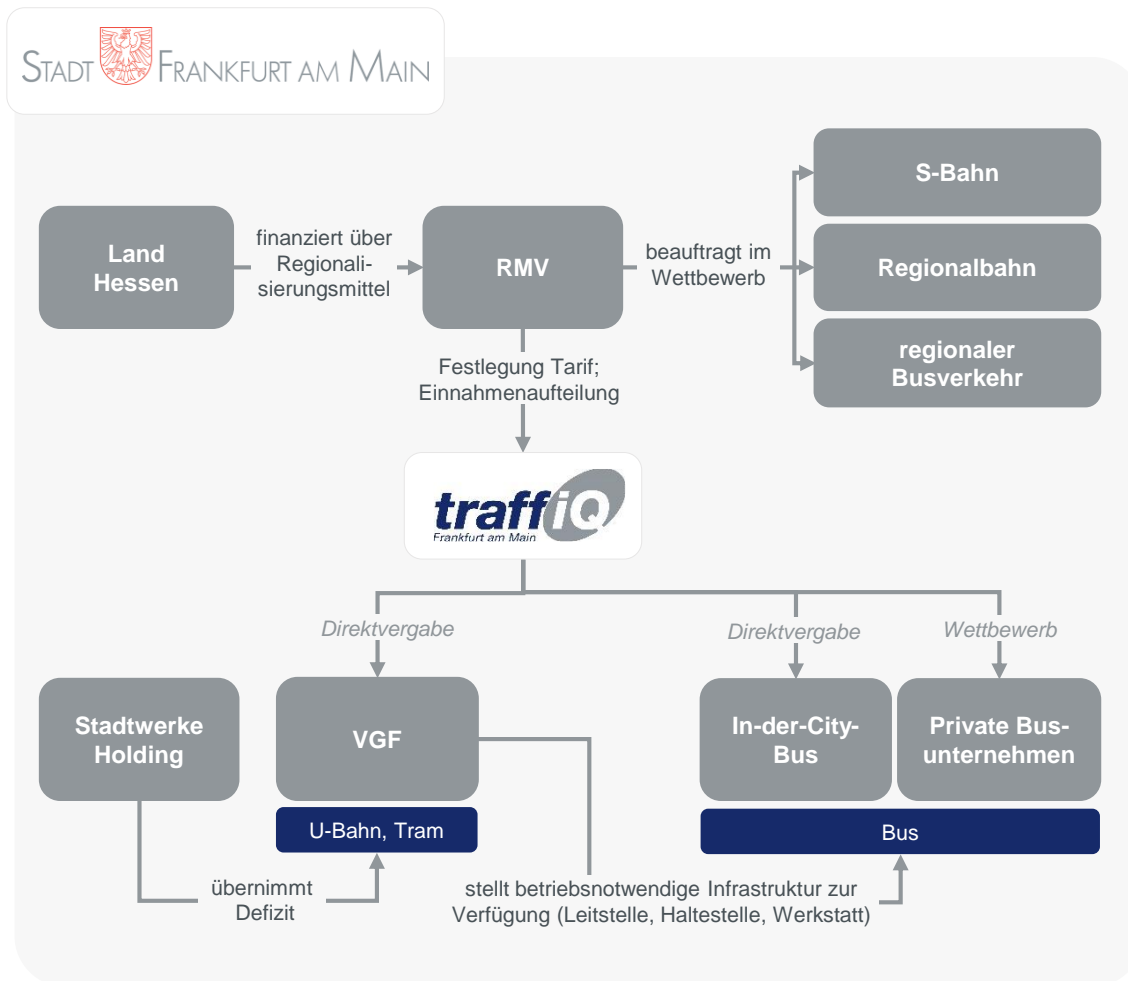 STADT FRANKFURT AM MAIN
Land
Hessen
finanziert über
Regionali-
sierungsmittel
RMV
beauftragt im
Wettbewerb
S-Bahn
Regionalbahn
regionaler
Busverkehr
Festlegung Tarif;
Einnahmenaufteilung
traffiQ
Frankfurt am Main
Direktvergabe
Direktvergabe
Wettbewerb
Stadtwerke
Holding
VGF
In-der-City-
Bus
Private Bus-
unternehmen
U-Bahn, Tram
Bus
übernimmt
Defizit
stellt betriebsnotwendige Infrastruktur zur
Verfügung (Leitstelle, Haltestelle, Werkstatt)